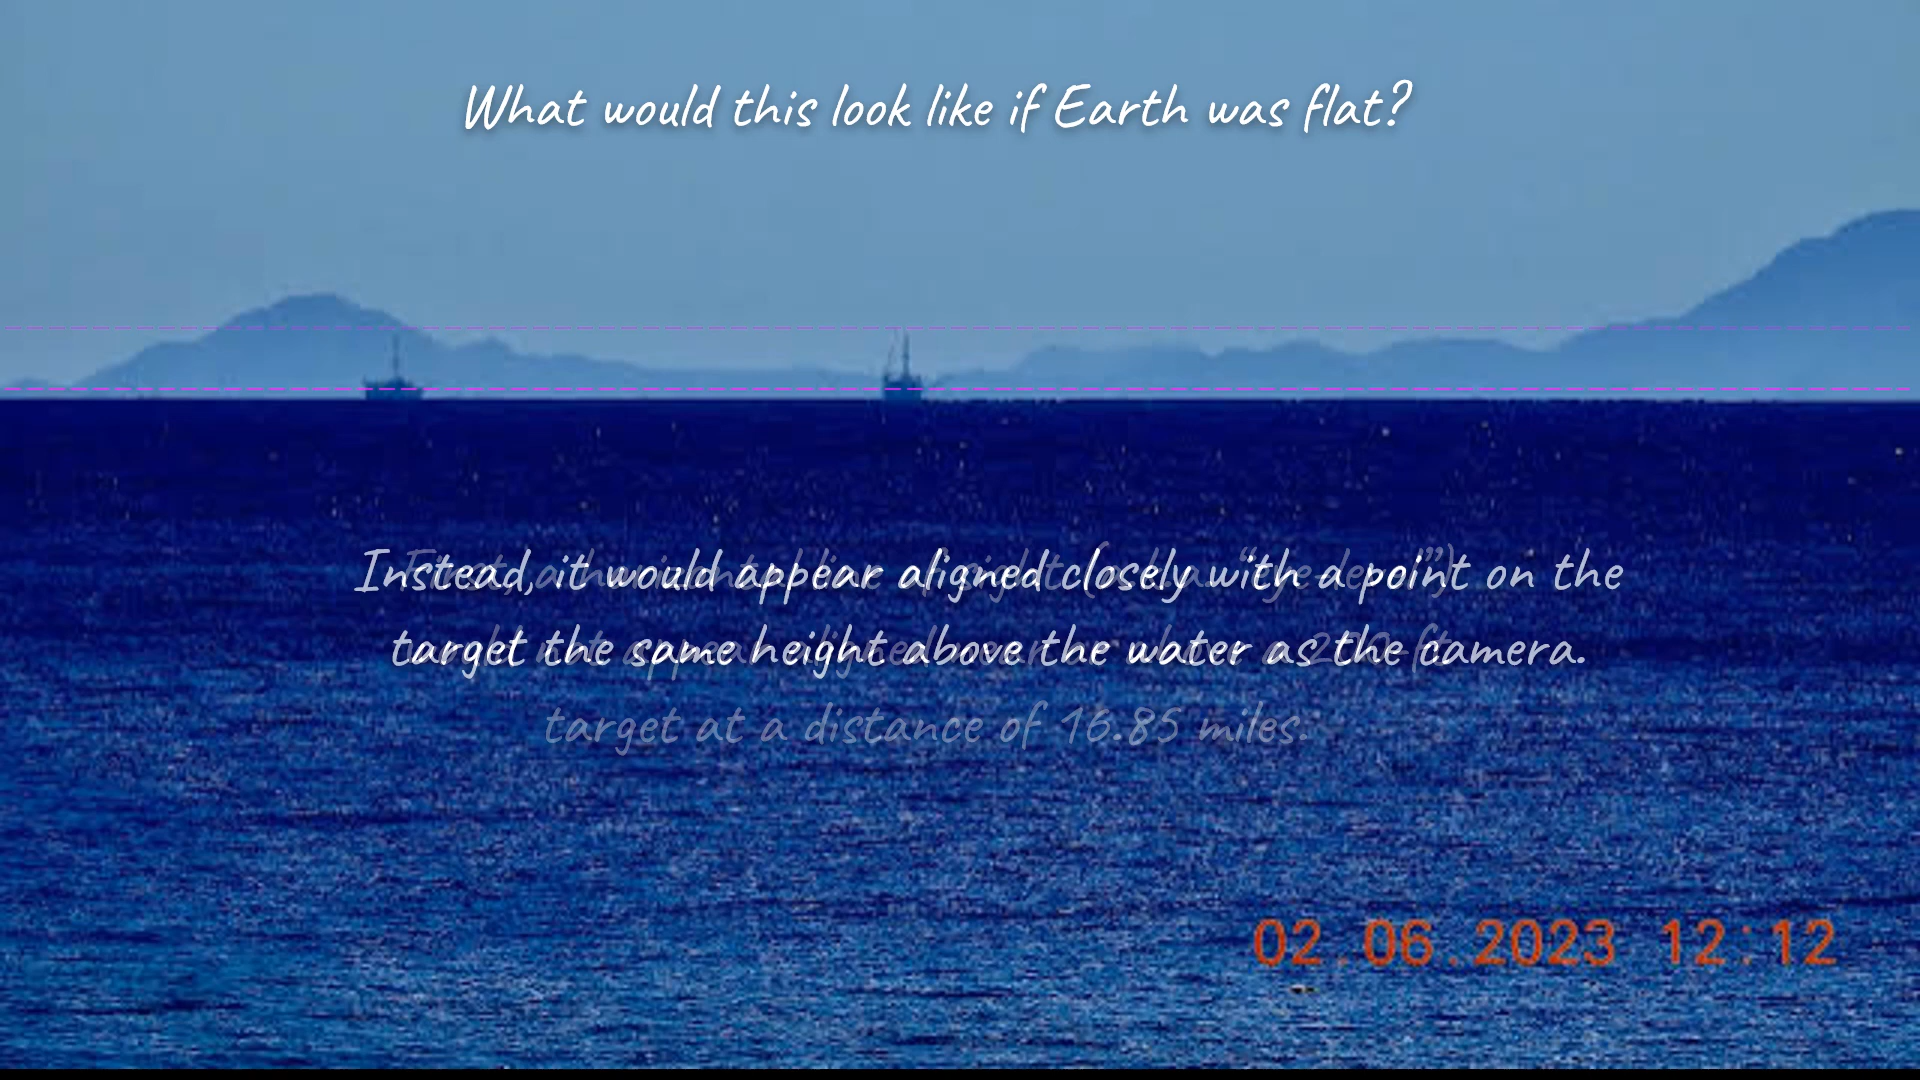 What would this look like if Earth was flat?
Instead, it would appear aligned closely with a point on the
target the same height above the water as the camera.
target at a distance of 16.85 miles.
02.06.2023 12:12